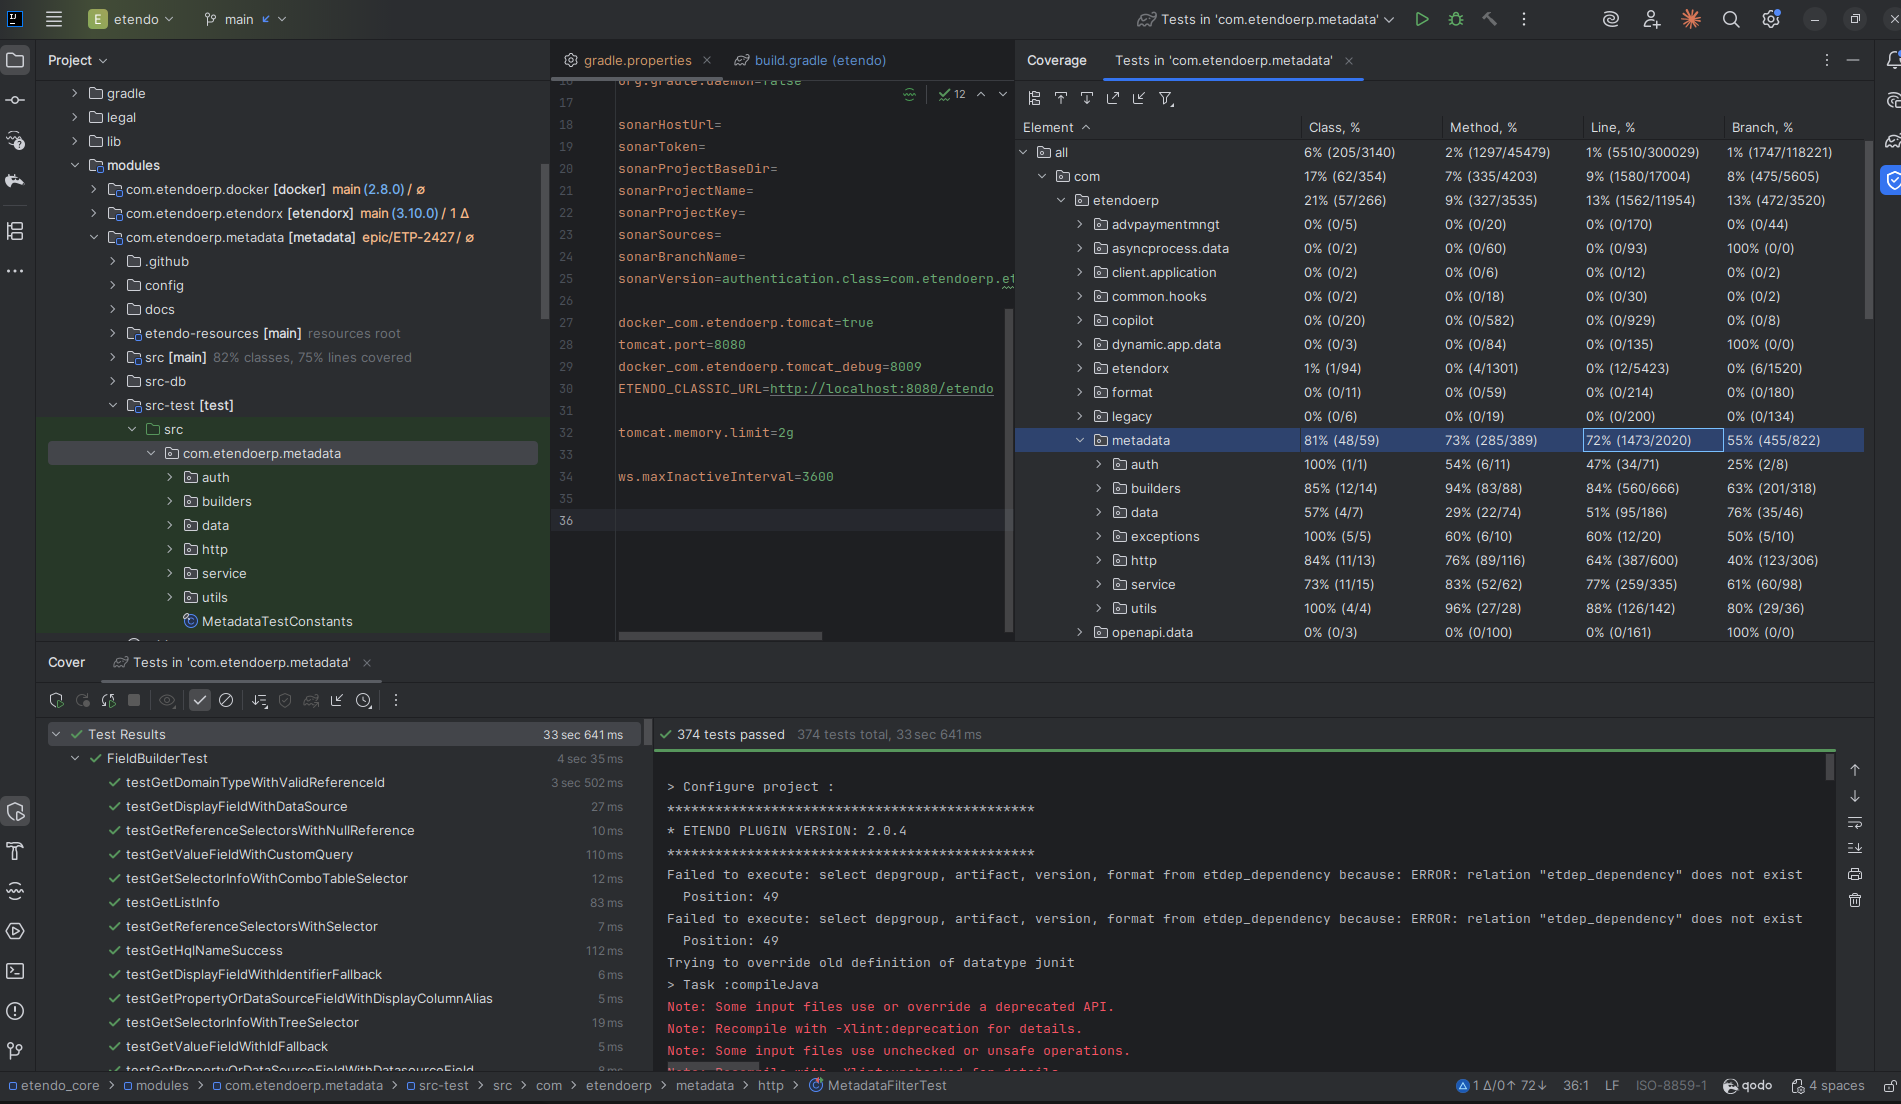 E etendo main Tests in 'com.etendoerp.metadata'
Project
gradle
legal
lib
modules
com.etendoerp.docker [docker] main (2.8.0) / ø
com.etendoerp.etendorx [etendorx] main (3.10.0) / 1 Δ
com.etendoerp.metadata [metadata] epic/ETP-2427 / ø
.github
config
docs
etendo-resources [main] resources root
src [main] 82% classes, 75% lines covered
src-db
src-test [test]
src
com.etendoerp.metadata
auth
builders
data
http
service
utils
MetadataTestConstants
gradle.properties build.gradle (etendo)
12
16 org.gradle.daemon=false
17
18 sonarHostUrl=
19 sonarToken=
20 sonarProjectBaseDir=
21 sonarProjectName=
22 sonarProjectKey=
23 sonarSources=
24 sonarBranchName=
25 sonarVersion=authentication.class=com.etendoerp.et
26
27 docker_com.etendoerp.tomcat=true
28 tomcat.port=8080
29 docker_com.etendoerp.tomcat_debug=8009
30 ETENDO_CLASSIC_URL=http://localhost:8080/etendo
31
32 tomcat.memory.limit=2g
33
34 ws.maxInactiveInterval=3600
35
36
Coverage Tests in 'com.etendoerp.metadata'
Element Class, % Method, % Line, % Branch, %
all 6% (205/3140) 2% (1297/45479) 1% (5510/300029) 1% (1747/118221)
com 17% (62/354) 7% (335/4203) 9% (1580/17004) 8% (475/5605)
etendoerp 21% (57/266) 9% (327/3535) 13% (1562/11954) 13% (472/3520)
advpaymentmngt 0% (0/5) 0% (0/20) 0% (0/170) 0% (0/44)
asyncprocess.data 0% (0/2) 0% (0/60) 0% (0/93) 100% (0/0)
client.application 0% (0/2) 0% (0/6) 0% (0/12) 0% (0/2)
common.hooks 0% (0/2) 0% (0/18) 0% (0/30) 0% (0/2)
copilot 0% (0/20) 0% (0/582) 0% (0/929) 0% (0/8)
dynamic.app.data 0% (0/3) 0% (0/84) 0% (0/135) 100% (0/0)
etendorx 1% (1/94) 0% (4/1301) 0% (12/5423) 0% (6/1520)
format 0% (0/11) 0% (0/59) 0% (0/214) 0% (0/180)
legacy 0% (0/6) 0% (0/19) 0% (0/200) 0% (0/134)
metadata 81% (48/59) 73% (285/389) 72% (1473/2020) 55% (455/822)
auth 100% (1/1) 54% (6/11) 47% (34/71) 25% (2/8)
builders 85% (12/14) 94% (83/88) 84% (560/666) 63% (201/318)
data 57% (4/7) 29% (22/74) 51% (95/186) 76% (35/46)
exceptions 100% (5/5) 60% (6/10) 60% (12/20) 50% (5/10)
http 84% (11/13) 76% (89/116) 64% (387/600) 40% (123/306)
service 73% (11/15) 83% (52/62) 77% (259/335) 61% (60/98)
utils 100% (4/4) 96% (27/28) 88% (126/142) 80% (29/36)
openapi.data 0% (0/3) 0% (0/100) 0% (0/161) 100% (0/0)
Cover Tests in 'com.etendoerp.metadata'
Test Results 33 sec 641 ms
FieldBuilderTest 4 sec 35 ms
testGetDomainTypeWithValidReferenceId 3 sec 502 ms
testGetDisplayFieldWithDataSource 27 ms
testGetReferenceSelectorsWithNullReference 10 ms
testGetValueFieldWithCustomQuery 110 ms
testGetSelectorInfoWithComboTableSelector 12 ms
testGetListInfo 83 ms
testGetReferenceSelectorsWithSelector 7 ms
testGetHqlNameSuccess 112 ms
testGetDisplayFieldWithIdentifierFallback 6 ms
testGetPropertyOrDataSourceFieldWithDisplayColumnAlias 5 ms
testGetSelectorInfoWithTreeSelector 19 ms
testGetValueFieldWithIdFallback 5 ms
testGetPropertyOrDataSourceFieldWithDatasourceField 8 ms
374 tests passed 374 tests total, 33 sec 641 ms
> Configure project :
**********************************************
* ETENDO PLUGIN VERSION: 2.0.4
**********************************************
Failed to execute: select depgroup, artifact, version, format from etdep_dependency because: ERROR: relation "etdep_dependency" does not exist
Position: 49
Failed to execute: select depgroup, artifact, version, format from etdep_dependency because: ERROR: relation "etdep_dependency" does not exist
Position: 49
Trying to override old definition of datatype junit
> Task :compileJava
Note: Some input files use or override a deprecated API.
Note: Recompile with -Xlint:deprecation for details.
Note: Some input files use unchecked or unsafe operations.
Note: Recompile with -Xlint:unchecked for details.
etendo_core > modules > com.etendoerp.metadata > src-test > src > com > etendoerp > metadata > http > MetadataFilterTest
1 Δ/0↑ 72↓ 36:1 LF ISO-8859-1 qodo 4 spaces